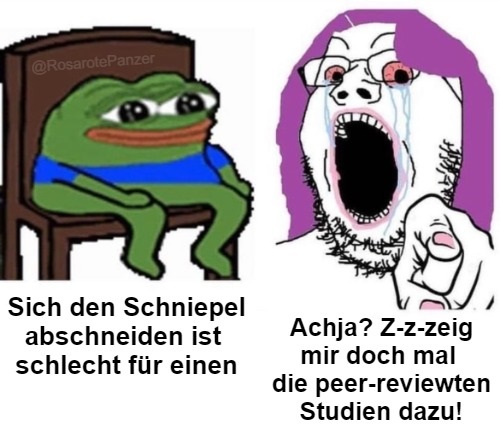 @RosarotePanzer
Sich den Schniepel
abschneiden ist
schlecht für einen
Achja? Z-z-zeig
mir doch mal
die peer-reviewten
Studien dazu!